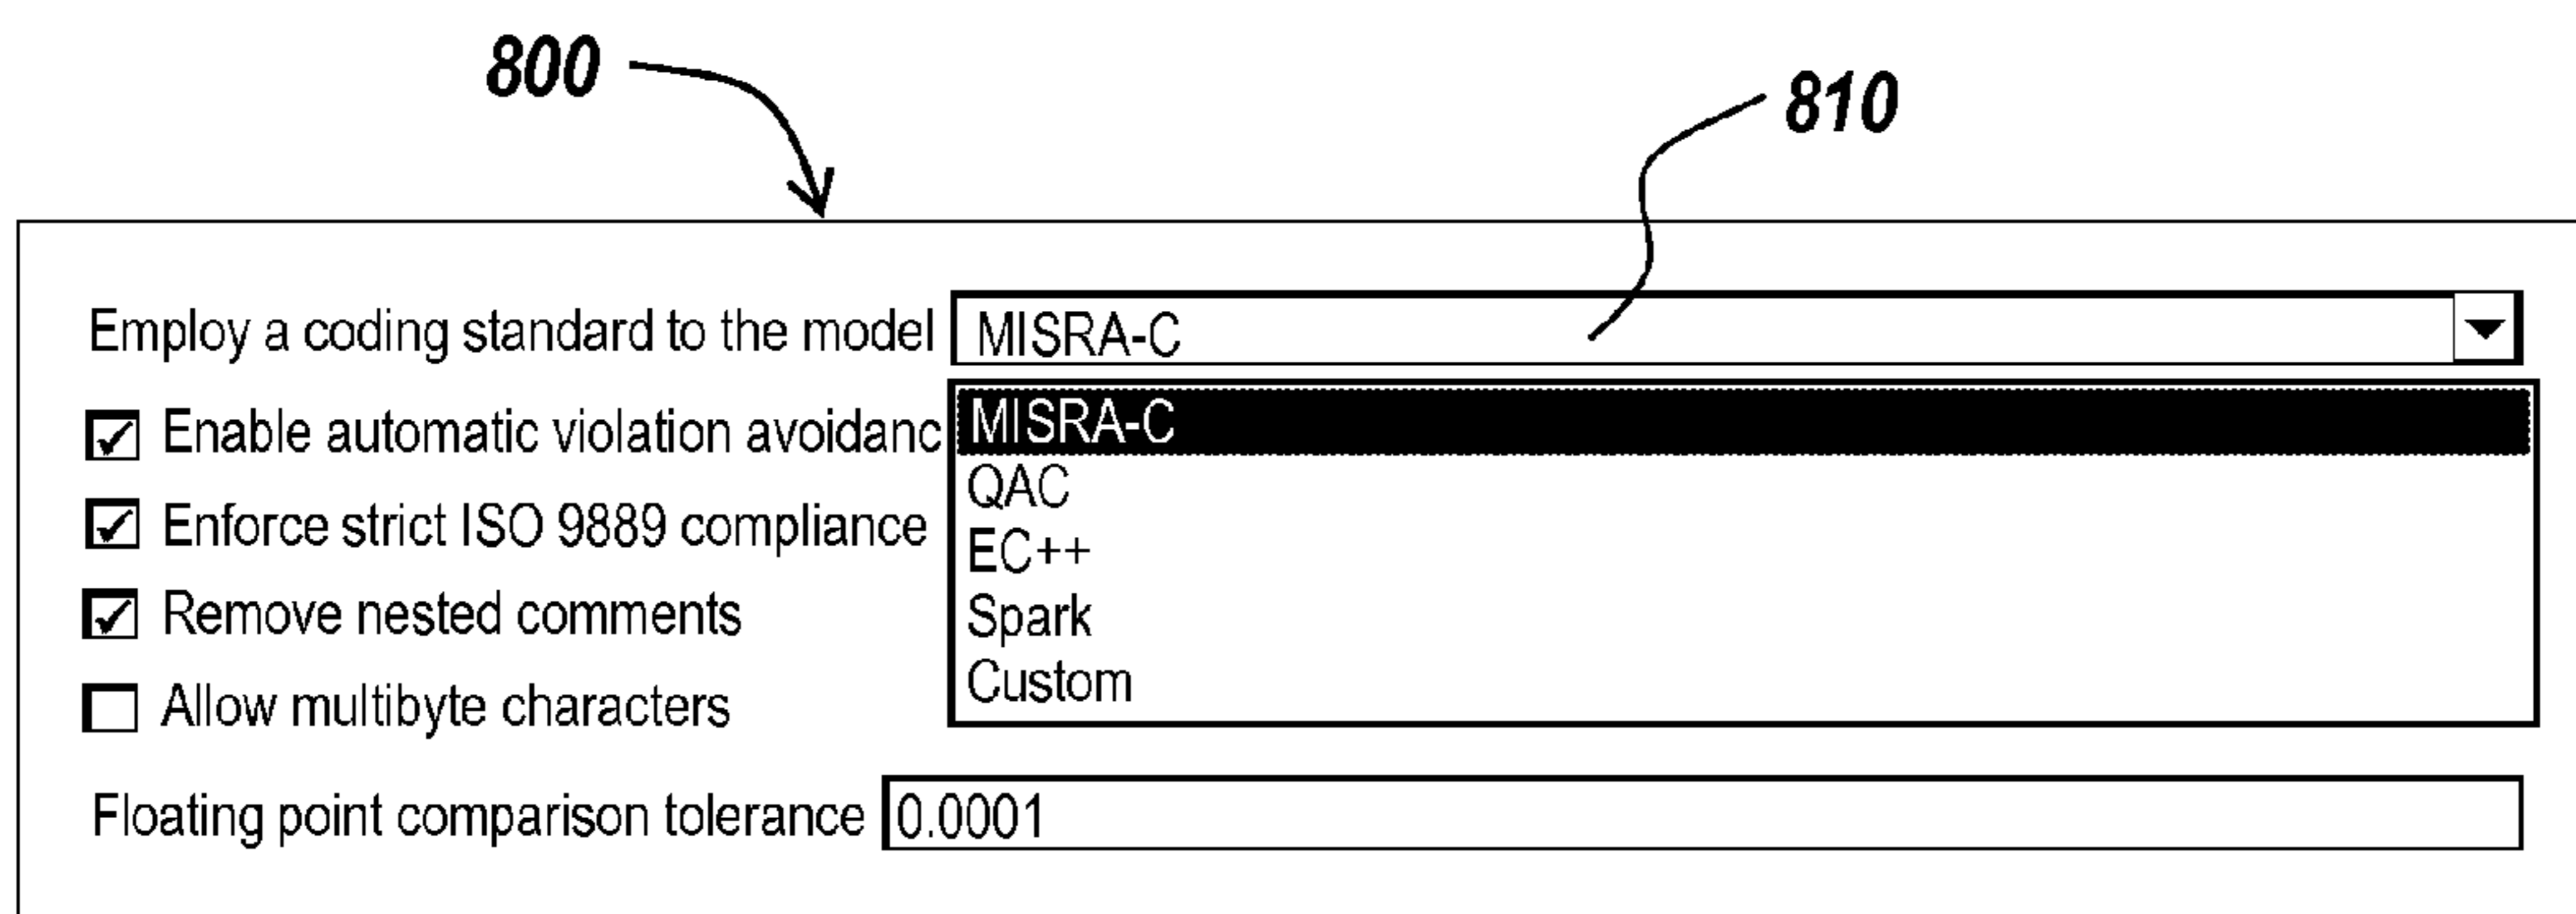 800
810
Employ a coding standard to the model MISRA-C
Enable automatic violation avoidanc MISRA-C
QAC
Enforce strict ISO 9889 compliance
EC++
Remove nested comments
Spark
Custom
Allow multibyte characters
Floating point comparison tolerance 0.0001